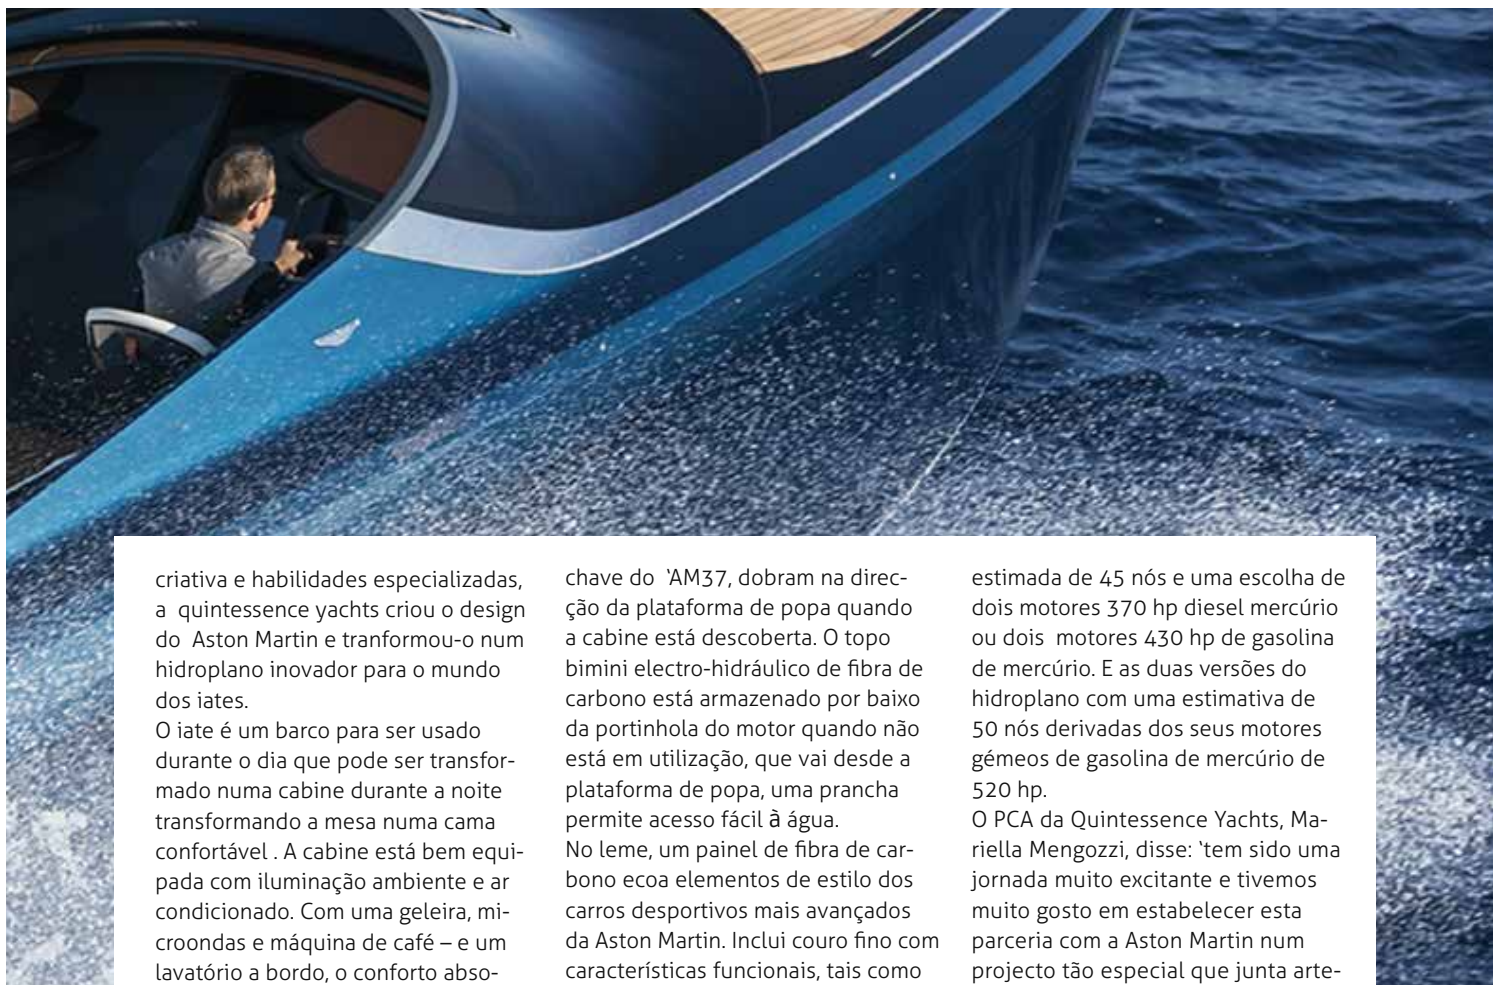 criativa e habilidades especializadas,
a quintessence yachts criou o design
do Aston Martin e tranformou-o num
hidroplano inovador para o mundo
dos iates.
O iate é um barco para ser usado
durante o dia que pode ser transfor-
mado numa cabine durante a noite
transformando a mesa numa cama
confortável . A cabine está bem equi-
pada com iluminação ambiente e ar
condicionado. Com uma geleira, mi-
croondas e máquina de café – e um
lavatório a bordo, o conforto abso-
chave do ‘AM37, dobram na direc-
ção da plataforma de popa quando
a cabine está descoberta. O topo
bimini electro-hidráulico de fibra de
carbono está armazenado por baixo
da portinhola do motor quando não
está em utilização, que vai desde a
plataforma de popa, uma prancha
permite acesso fácil à água.
No leme, um painel de fibra de car-
bono ecoa elementos de estilo dos
carros desportivos mais avançados
da Aston Martin. Inclui couro fino com
características funcionais, tais como
estimada de 45 nós e uma escolha de
dois motores 370 hp diesel mercúrio
ou dois motores 430 hp de gasolina
de mercúrio. E as duas versões do
hidroplano com uma estimativa de
50 nós derivadas dos seus motores
gémeos de gasolina de mercúrio de
520 hp.
O PCA da Quintessence Yachts, Ma-
riella Mengozzi, disse: ‘tem sido uma
jornada muito excitante e tivemos
muito gosto em estabelecer esta
parceria com a Aston Martin num
projecto tão especial que junta arte-